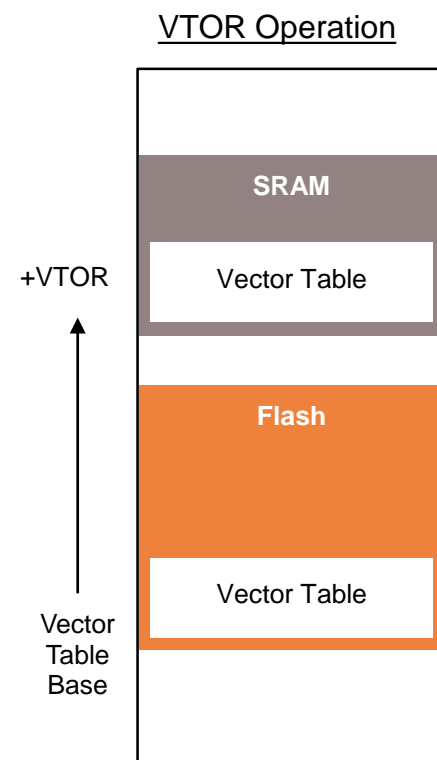 VTOR Operation
SRAM
+VTOR
Vector Table
Flash
Vector Table
Vector
Table
Base